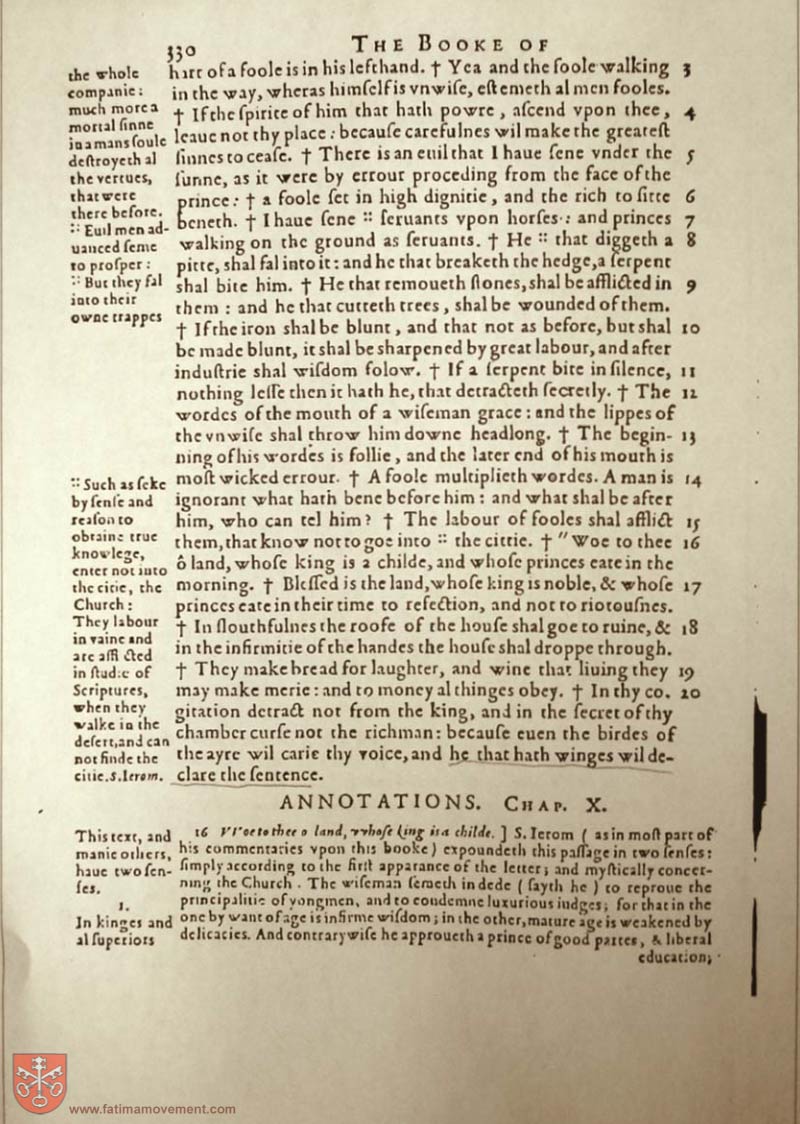 330
THE BOOKE OF
hart of a foole is in his lefthand. † Yea and the foole walking 3
in the way, wheras himſelf is vnwiſe, eſtemeth al men fooles.
† If the ſpirite of him that hath powre, aſcend vpon thee, 4
leaue not thy place: becauſe carefulnes wil make the greateſt
ſinnes to ceaſe. † There is an euil that I haue ſene vnder the 5
ſunne, as it were by errour proceding from the face of the
prince: † a foole ſet in high dignitie, and the rich to ſitte 6
beneth. † I haue ſene :: ſeruants vpon horſes: and princes 7
walking on the ground as ſeruants. † He :: that diggeth a 8
pitte, shal fal into it: and he that breaketh the hedge, a ſerpent
shal bite him. † He that remoueth ſtones, shal be afflicted in 9
them: and he that cutteth trees, shal be wounded of them.
† If the iron shal be blunt, and that not as before, but shal 10
be made blunt, it shal be sharpened by great labour, and after
induſtrie shal wiſdom folow. † If a ſerpent bite in ſilence, 11
nothing leſſe then it hath he, that detracteth ſecretly. † The 12
wordes of the mouth of a wiſeman grace: and the lippes of
the vnwiſe shal throw him downe headlong. † The begin- 13
ning of his wordes is follie, and the later end of his mouth is
moſt wicked errour. † A foole multiplieth wordes. A man is 14
ignorant what hath bene before him: and what shal be after
him, who can tel him? † The labour of fooles shal afflict 15
them, that know not to goe into :: the cittie. † " Woe to thee 16
ô land, whoſe king is a childe, and whoſe princes eate in the
morning. † Bleſſed is the land, whoſe king is noble, & whoſe 17
princes eate in their time to refection, and not to riotouſnes.
† In ſlouthfulnes the roofe of the houſe shal goe to ruine, & 18
in the infirmitie of the handes the houſe shal droppe through.
† They make bread for laughter, and wine that liuing they 19
may make merie: and to money al thinges obey. † In thy co- 20
gitation detract not from the king, and in the ſecret of thy
chamber curſe not the richman: becauſe euen the birdes of
the ayre wil carie thy voice, and he that hath winges wil de-
clare the ſentence.
the whole
companie:
much more a
mortal ſinne
in a mans ſoule
deſtroyeth al
the vertues,
that were
there before.
:: Euil men ad-
uanced ſeme
to proſper:
:: But they fal
into their
owne trappes
:: Such as ſeke
by ſenſe and
reaſon to
obtaine true
knowlege,
enter not into
the citie, the
Church:
They labour
in vaine and
are afflicted
in ſtudie of
Scriptures,
when they
walke in the
deſert, and can
not finde the
citie. S. Ierom.
ANNOTATIONS. CHAP. X.
16 VVoe to thee o land, vvhoſe king is a childe. ] S. Ierom (as in moſt part of
his commentaries vpon this booke) expoundeth this paſſage in two ſenſes:
ſimply according to the firſt apparance of the letter; and myſtically concer-
ning the Church. The wiſeman ſemeth in dede (ſayth he) to reproue the
principalitie of yongmen, and to condemne luxurious iudges; for that in the
one by want of age is infirme wiſdom; in the other, mature age is weakened by
delicacies. And contrarywiſe he approueth a prince of good partes, & liberal
education;
This text, and
manie others,
haue two ſen-
ſes.
1.
In kinges and
al ſuperiors
www.fatimamovement.com